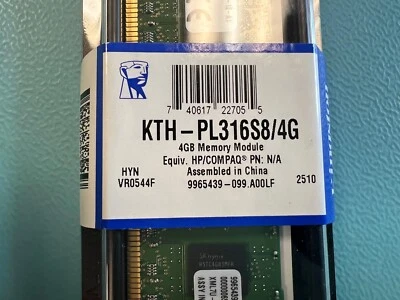 7 40617 22705 5
KTH-PL316S8/4G
4GB Memory Module
Equiv. HP/COMPAQ® PN: N/A
HYN Assembled in China
VR0544F 9965439-099.A00LF 2510